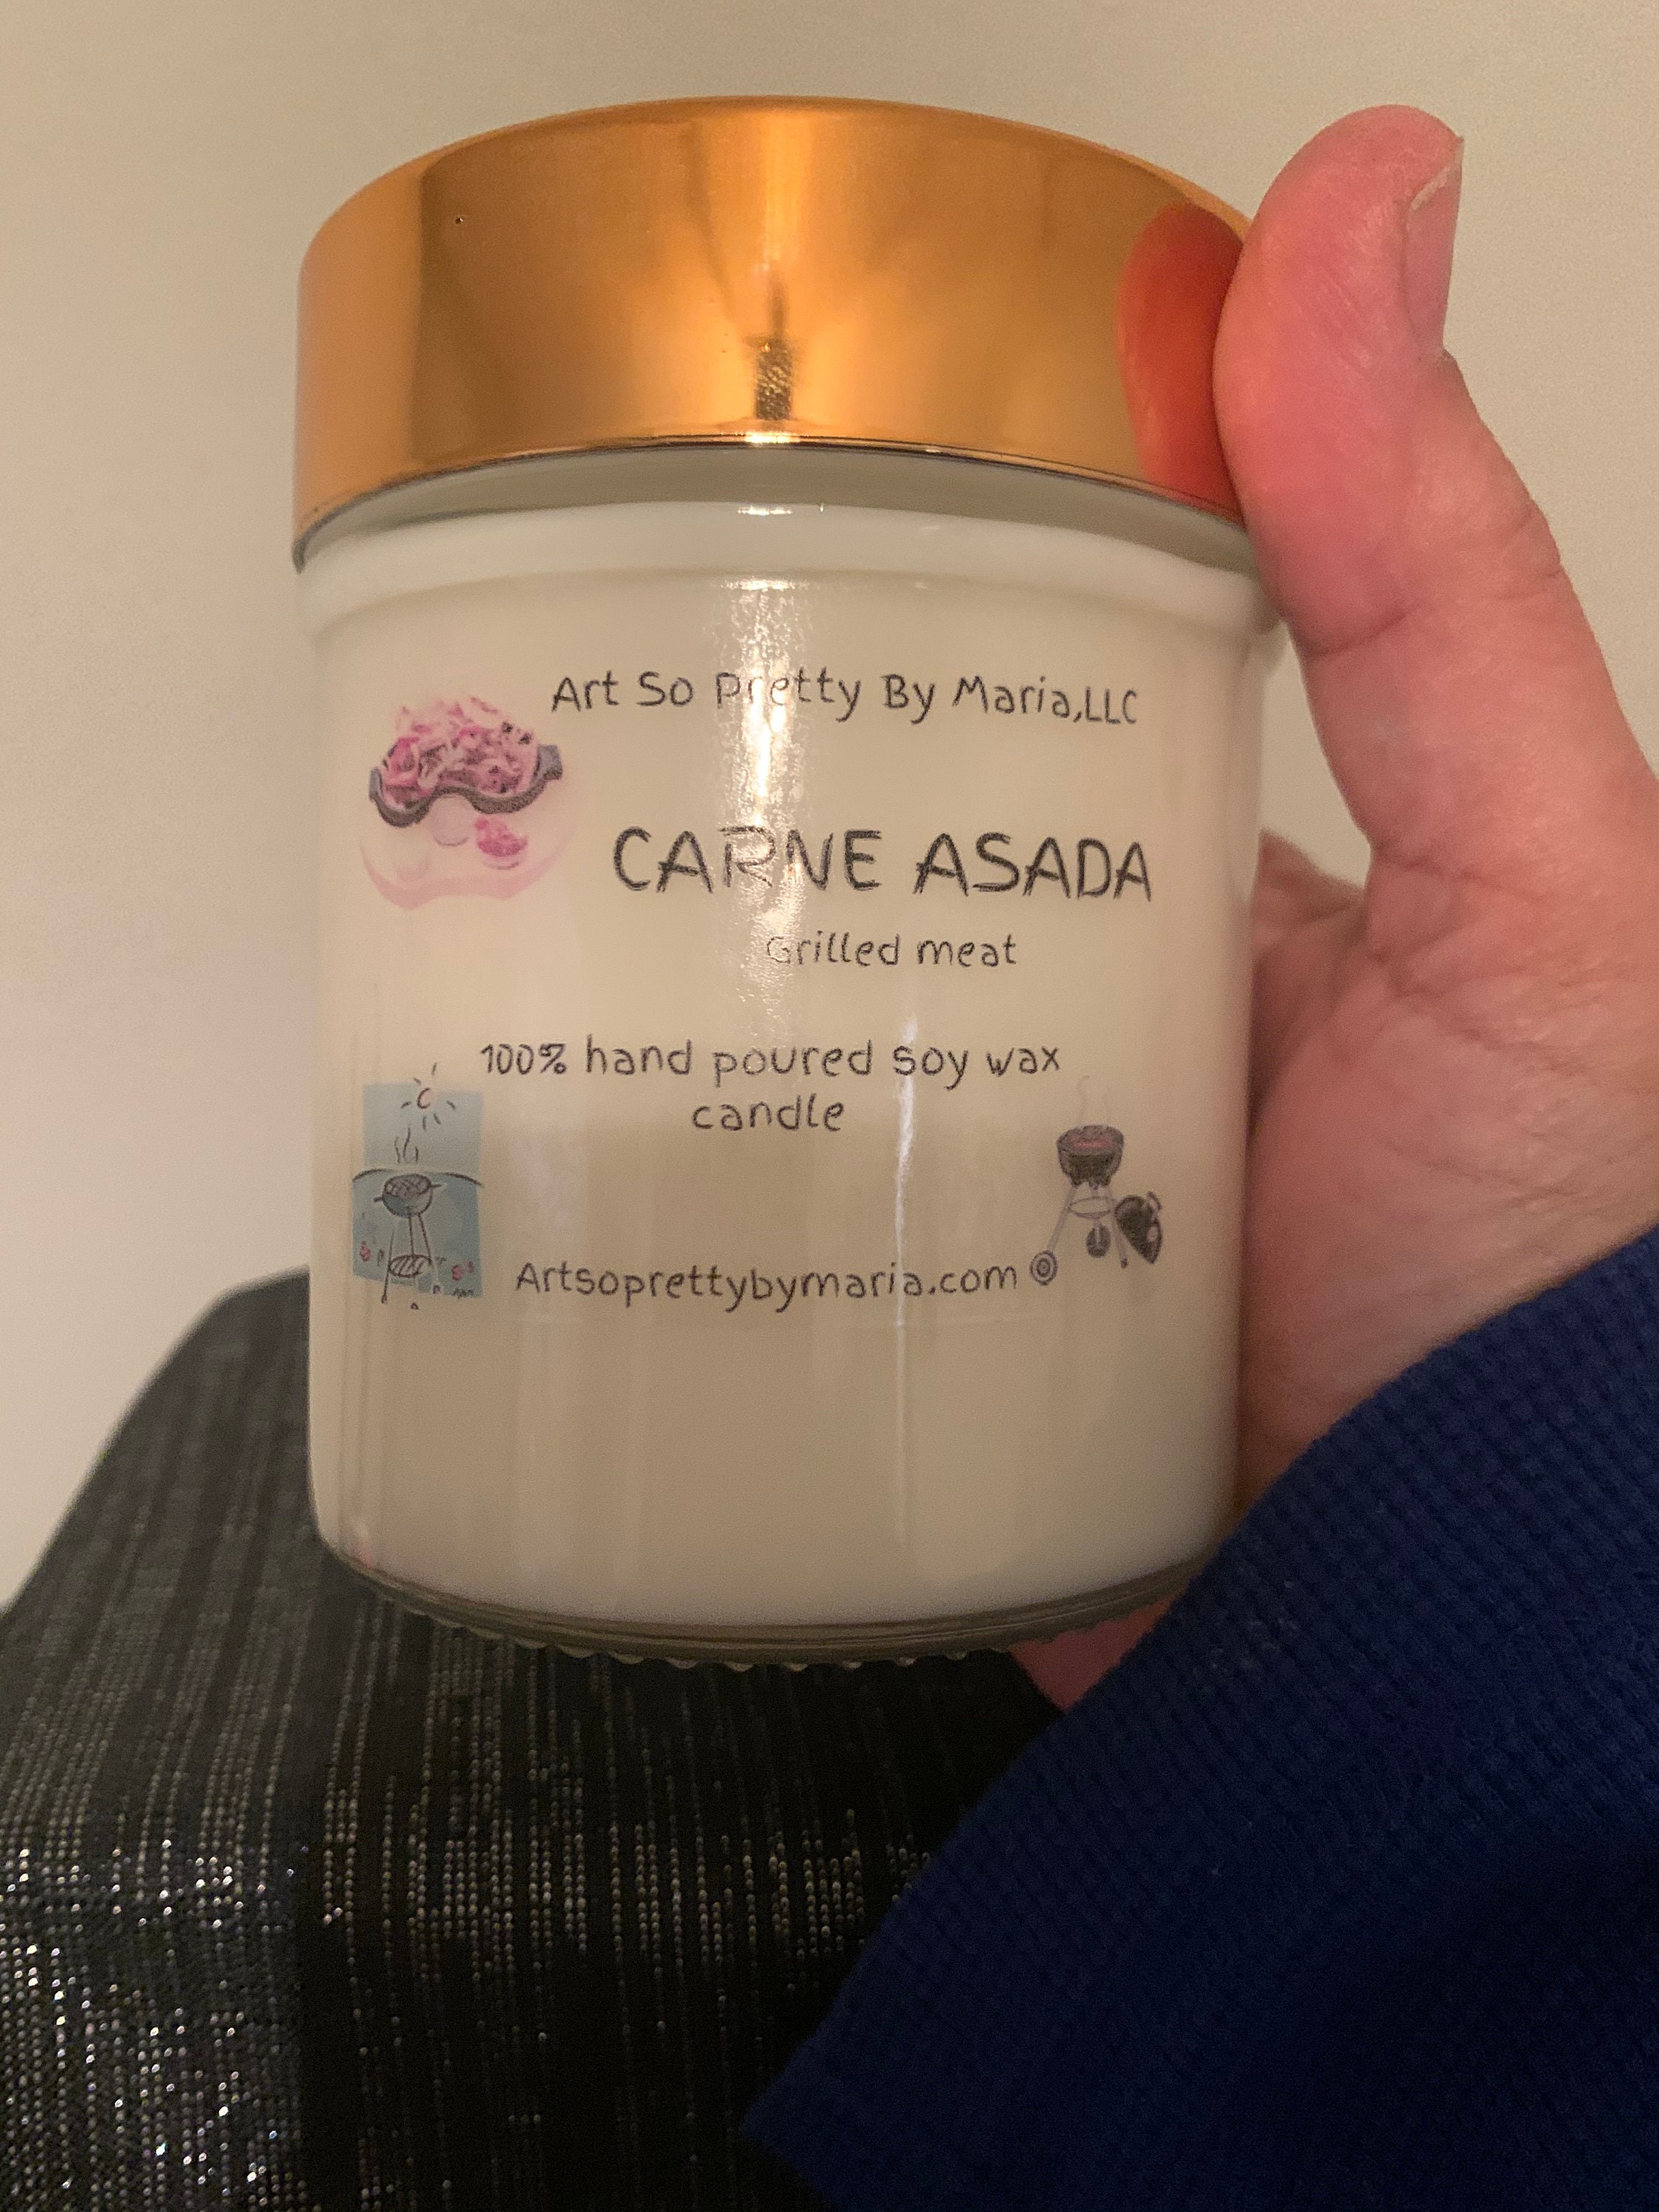 Art So Pretty By Maria,LLC
CARNE ASADA
Grilled meat
100% hand poured soy wax
candle
Artsoprettybymaria.com